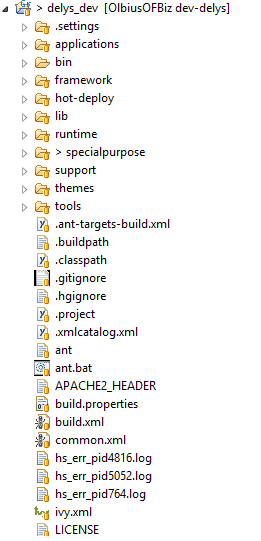 > delys_dev [OlbiusOFBiz dev-delys]
.settings
applications
bin
framework
hot-deploy
lib
runtime
> specialpurpose
support
themes
tools
.ant-targets-build.xml
.buildpath
.classpath
.gitignore
.hgignore
.project
.xmlcatalog.xml
ant
ant.bat
APACHE2_HEADER
build.properties
build.xml
common.xml
hs_err_pid4816.log
hs_err_pid5052.log
hs_err_pid764.log
ivy.xml
LICENSE